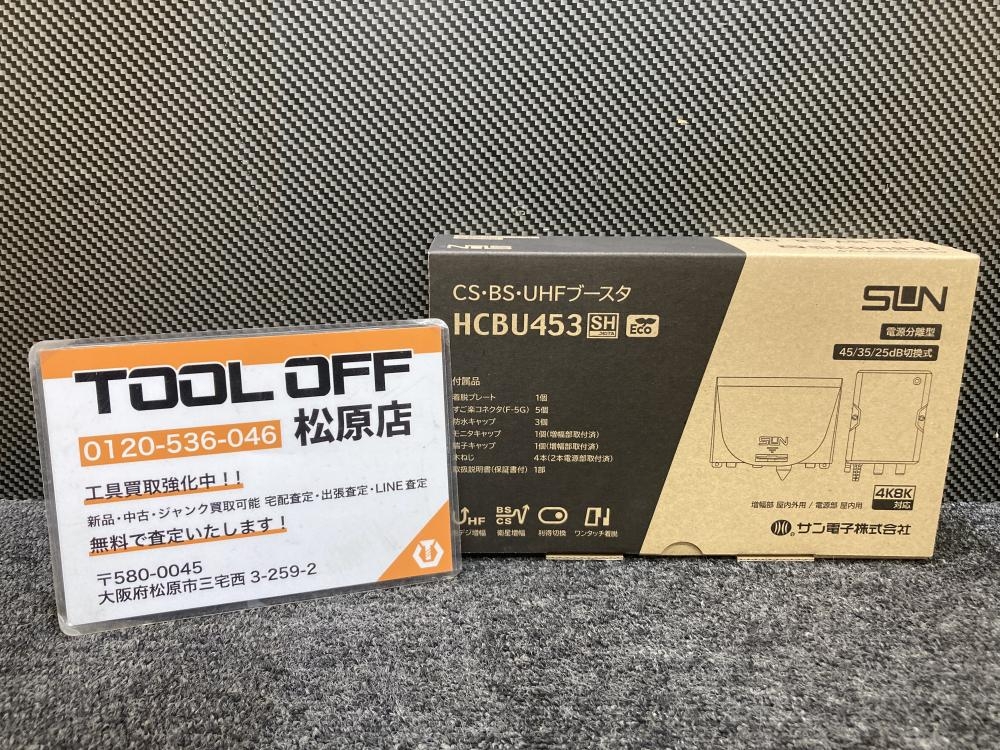 TOOL OFF
0120-536-046 松原店
工具買取強化中!!
新品・中古・ジャンク買取可能 宅配査定・出張査定・LINE査定
無料で査定いたします!
〒580-0045
大阪府松原市三宅西 3-259-2
SUN
CS・BS・UHFブースタ
HCBU453 SH Eco
付属品
着脱プレート 1個
すご楽コネクタ(F-5G) 5個
防水キャップ 3個
モニタキャップ 1個(増幅部取付済)
端子キャップ 1個(増幅部取付済)
木ねじ 4本(2本電源部取付済)
取扱説明書(保証書付) 1部
UHF BS CS
地デジ増幅 衛星増幅 利得切換 ワンタッチ着脱
SUN
電源分離型
45/35/25dB切換式
SUN
4K8K
対応
増幅部 屋内外用 / 電源部 屋内用
サン電子株式会社